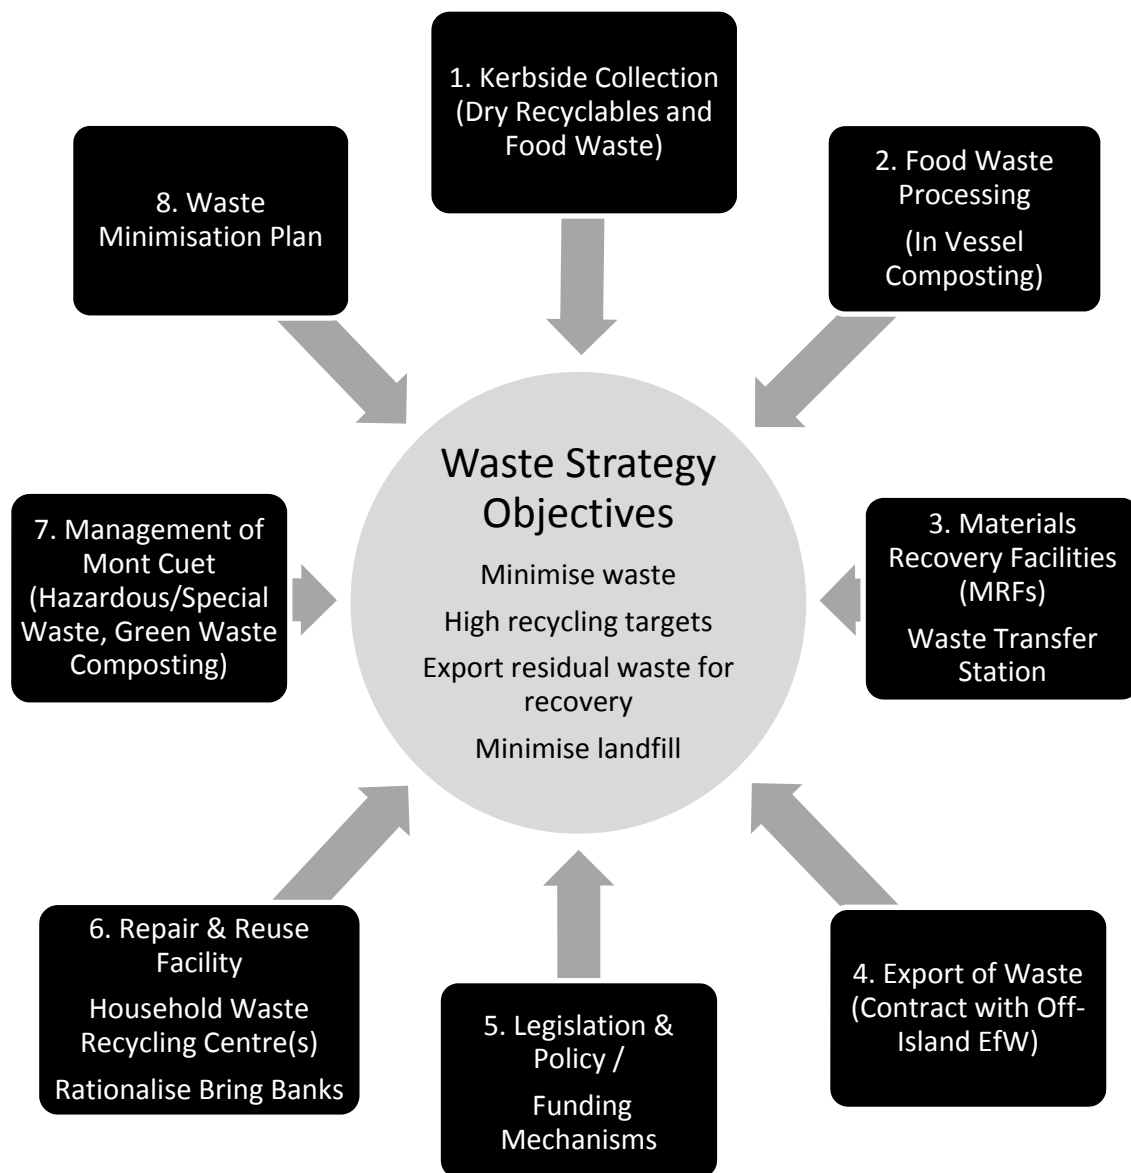 1. Kerbside Collection
(Dry Recyclables and
Food Waste)
2. Food Waste
Processing
(In Vessel
Composting)
3. Materials
Recovery Facilities
(MRFs)
Waste Transfer
Station
4. Export of Waste
(Contract with Off-
Island EfW)
5. Legislation &
Policy /
Funding
Mechanisms
6. Repair & Reuse
Facility
Household Waste
Recycling Centre(s)
Rationalise Bring Banks
7. Management of
Mont Cuet
(Hazardous/Special
Waste, Green Waste
Composting)
8. Waste
Minimisation Plan
Waste Strategy
Objectives
Minimise waste
High recycling targets
Export residual waste for
recovery
Minimise landfill